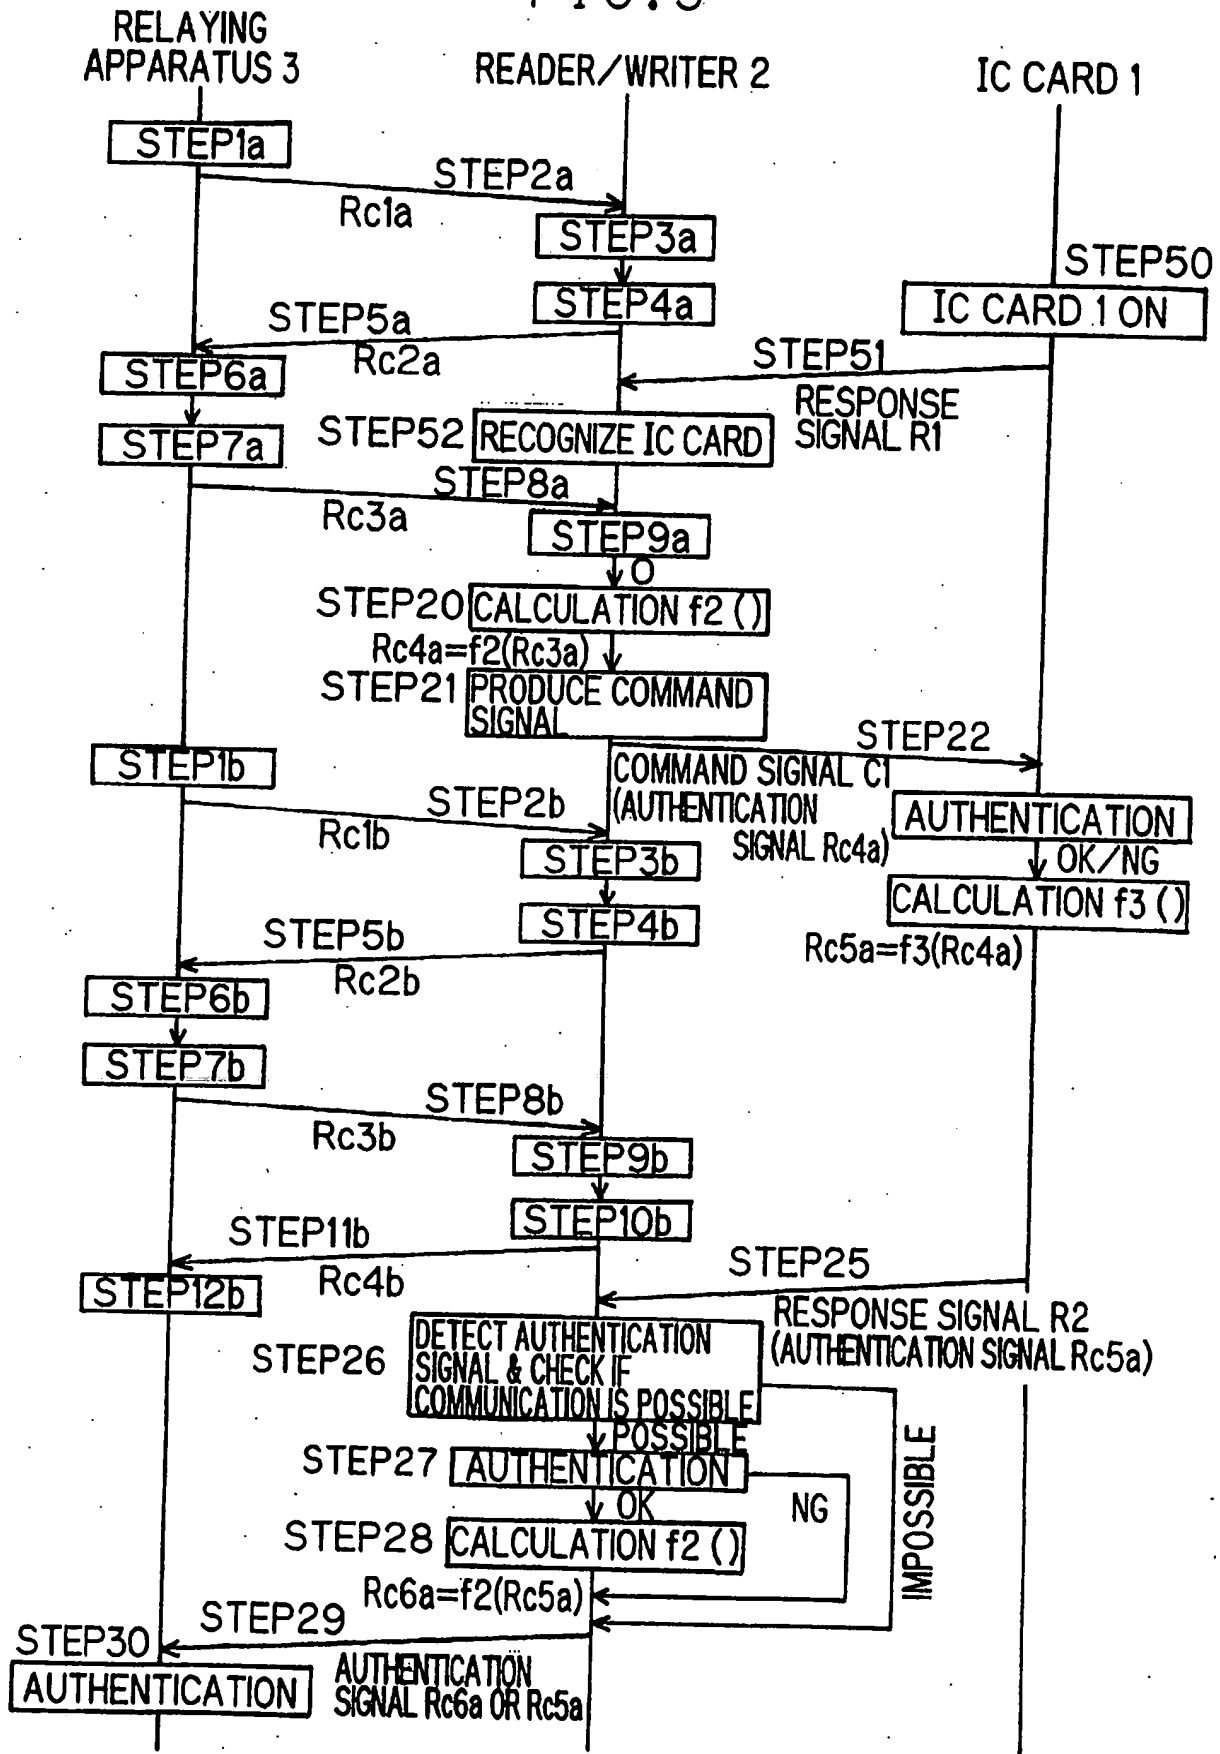 RELAYING
APPARATUS 3
READER/WRITER 2
IC CARD 1
STEP1a
STEP2a
Rc1a
STEP3a
STEP50
STEP4a
IC CARD 1 ON
STEP5a
Rc2a
STEP51
STEP6a
RESPONSE
SIGNAL R1
STEP52
RECOGNIZE IC CARD
STEP7a
STEP8a
Rc3a
STEP9a
O
STEP20
CALCULATION f2 ()
Rc4a=f2(Rc3a)
STEP21
PRODUCE COMMAND
SIGNAL
STEP22
STEP1b
COMMAND SIGNAL C1
(AUTHENTICATION
SIGNAL Rc4a)
STEP2b
Rc1b
AUTHENTICATION
STEP3b
OK/NG
CALCULATION f3 ()
STEP4b
Rc5a=f3(Rc4a)
STEP5b
Rc2b
STEP6b
STEP7b
STEP8b
Rc3b
STEP9b
STEP10b
STEP11b
Rc4b
STEP25
STEP12b
RESPONSE SIGNAL R2
(AUTHENTICATION SIGNAL Rc5a)
STEP26
DETECT AUTHENTICATION
SIGNAL & CHECK IF
COMMUNICATION IS POSSIBLE
POSSIBLE
IMPOSSIBLE
STEP27
AUTHENTICATION
OK
NG
STEP28
CALCULATION f2 ()
Rc6a=f2(Rc5a)
STEP29
STEP30
AUTHENTICATION
AUTHENTICATION
SIGNAL Rc6a OR Rc5a